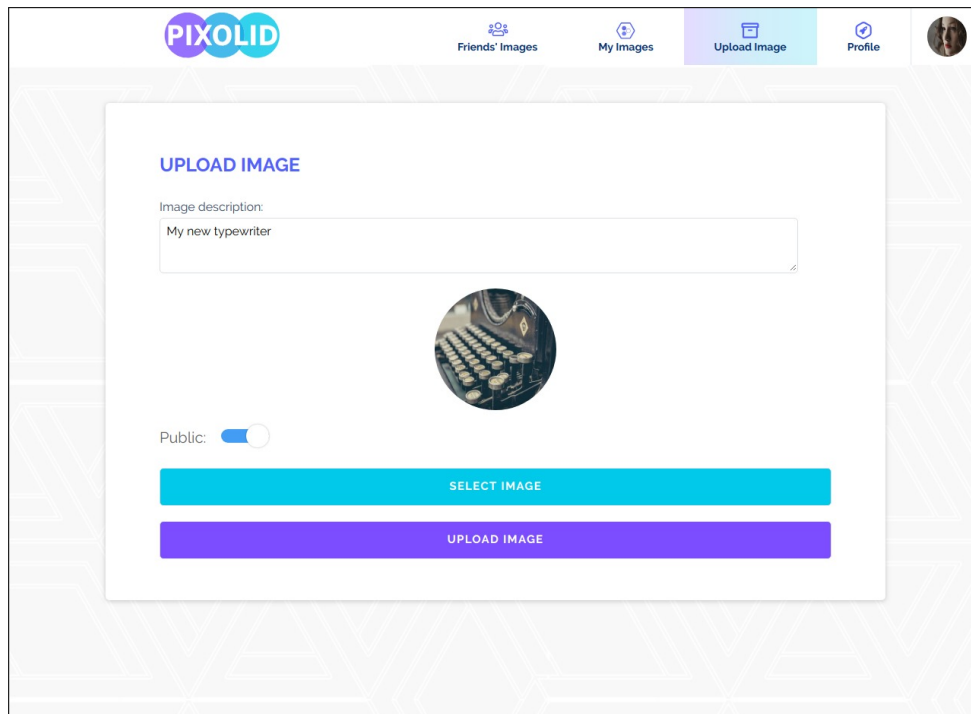 PIXOLID
Friends' Images
My Images
Upload Image
Profile
UPLOAD IMAGE
Image description:
My new typewriter
Public:
SELECT IMAGE
UPLOAD IMAGE